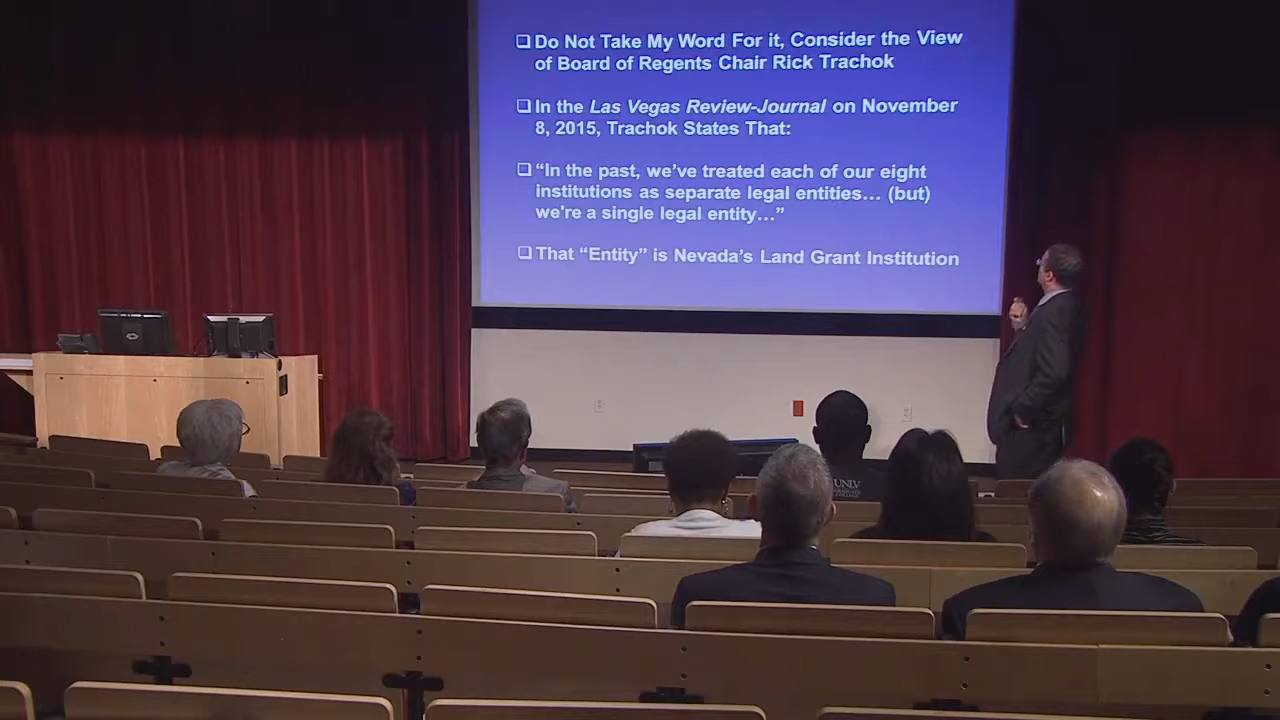 ❑ Do Not Take My Word For it, Consider the View
of Board of Regents Chair Rick Trachok
❑ In the Las Vegas Review-Journal on November
8, 2015, Trachok States That:
❑ “In the past, we’ve treated each of our eight
institutions as separate legal entities… (but)
we're a single legal entity…”
❑ That “Entity” is Nevada’s Land Grant Institution
UNLV